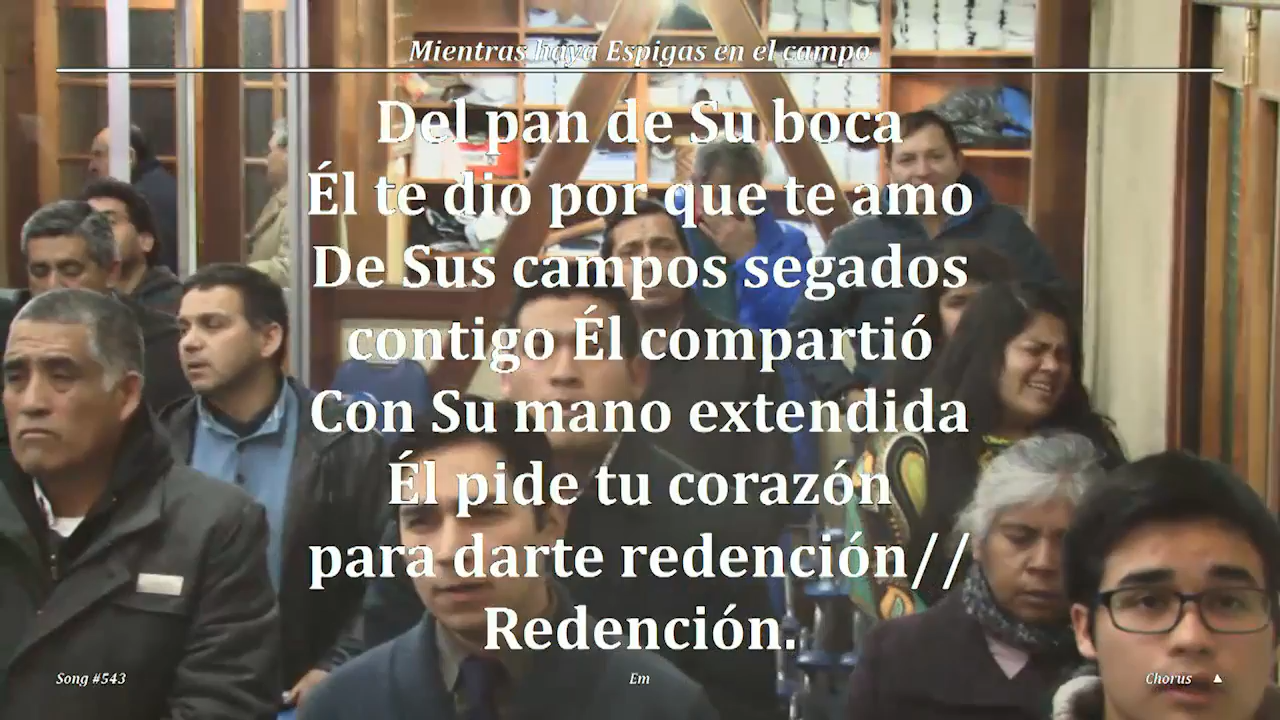 Mientras haya Espigas en el campo
Del pan de Su boca
Él te dio por que te amo
De Sus campos segados
contigo Él compartió
Con Su mano extendida
Él pide tu corazón
para darte redención//
Redención.
Song #543
Em
Chorus ▲